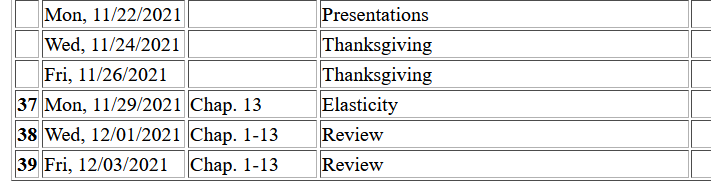 Mon, 11/22/2021 Presentations
Wed, 11/24/2021 Thanksgiving
Fri, 11/26/2021 Thanksgiving
37 Mon, 11/29/2021 Chap. 13 Elasticity
38 Wed, 12/01/2021 Chap. 1-13 Review
39 Fri, 12/03/2021 Chap. 1-13 Review